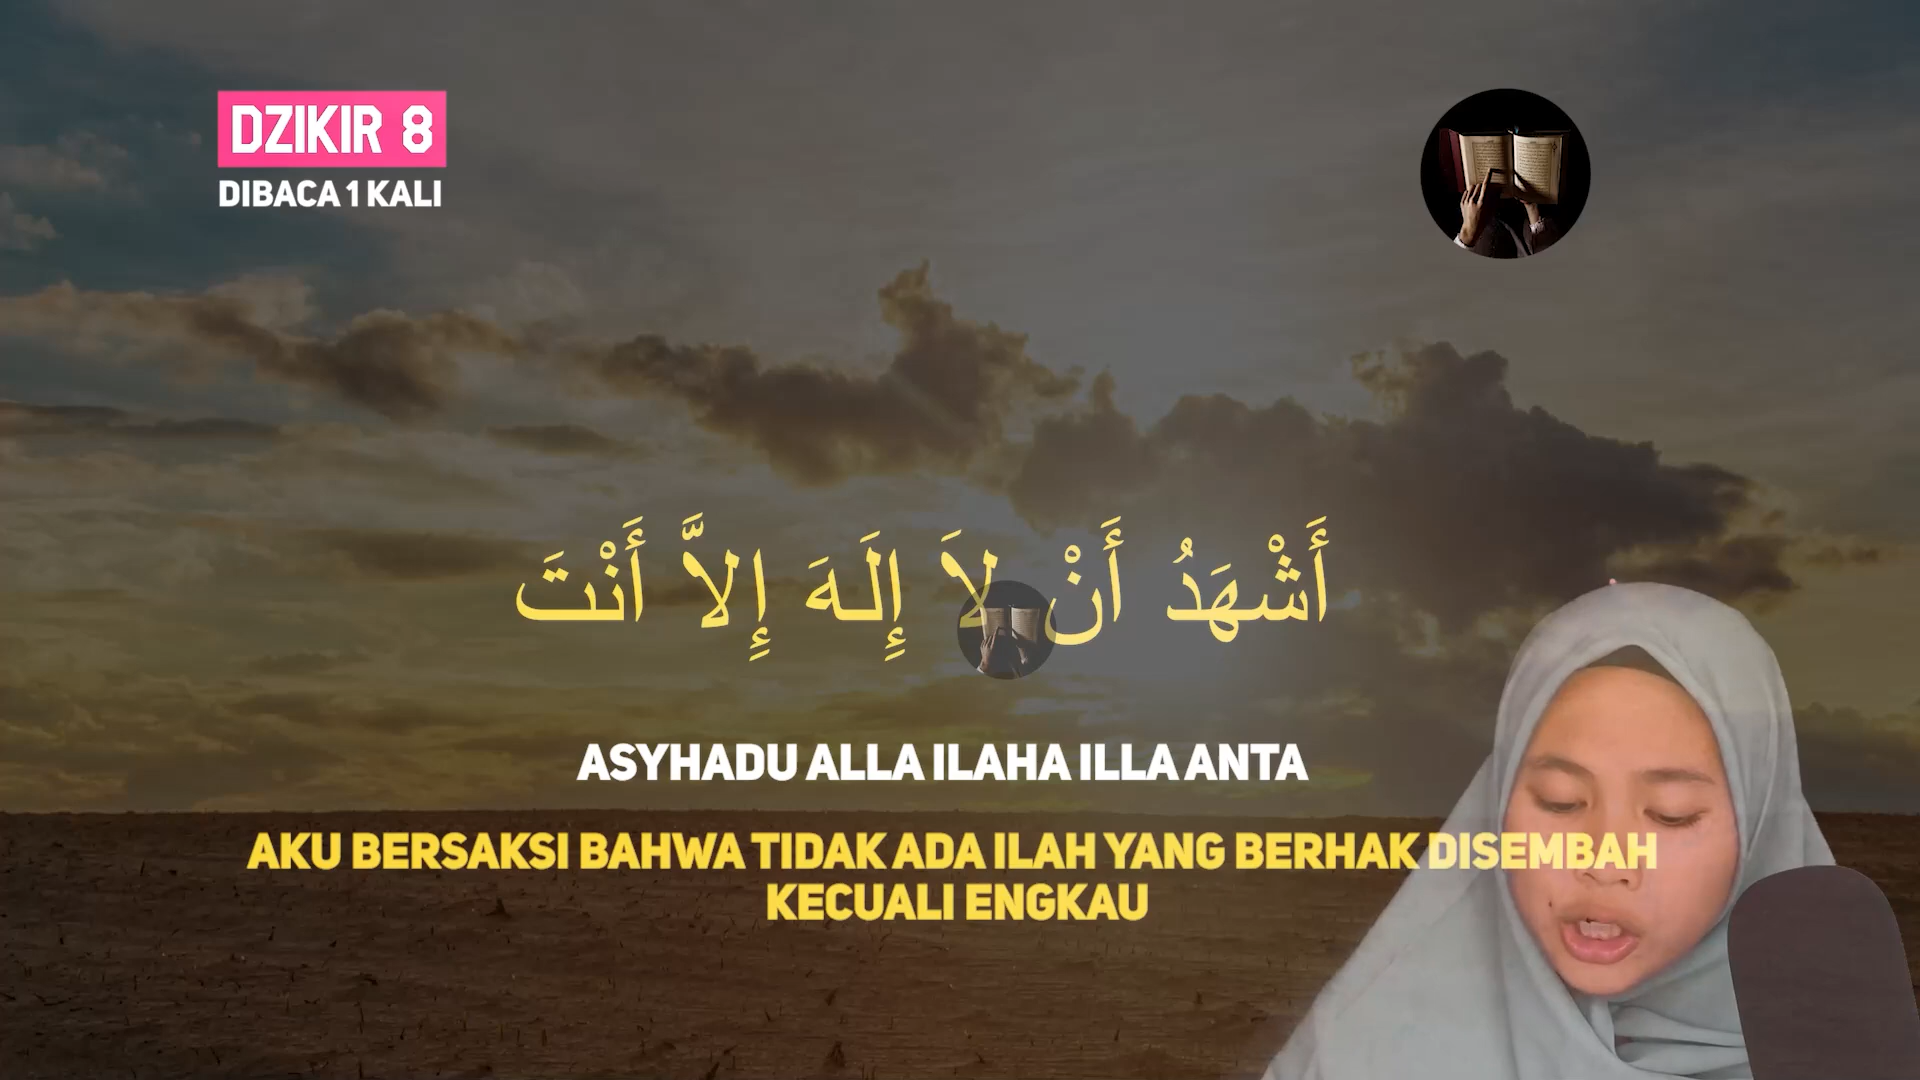 DZIKIR 8
DIBACA 1 KALI
أَشْهَدُ أَنْ لاَ إِلَهَ إِلاَّ أَنْتَ
ASYHADU ALLA ILAHA ILLA ANTA
AKU BERSAKSI BAHWA TIDAK ADA ILAH YANG BERHAK DISEMBAH
KECUALI ENGKAU